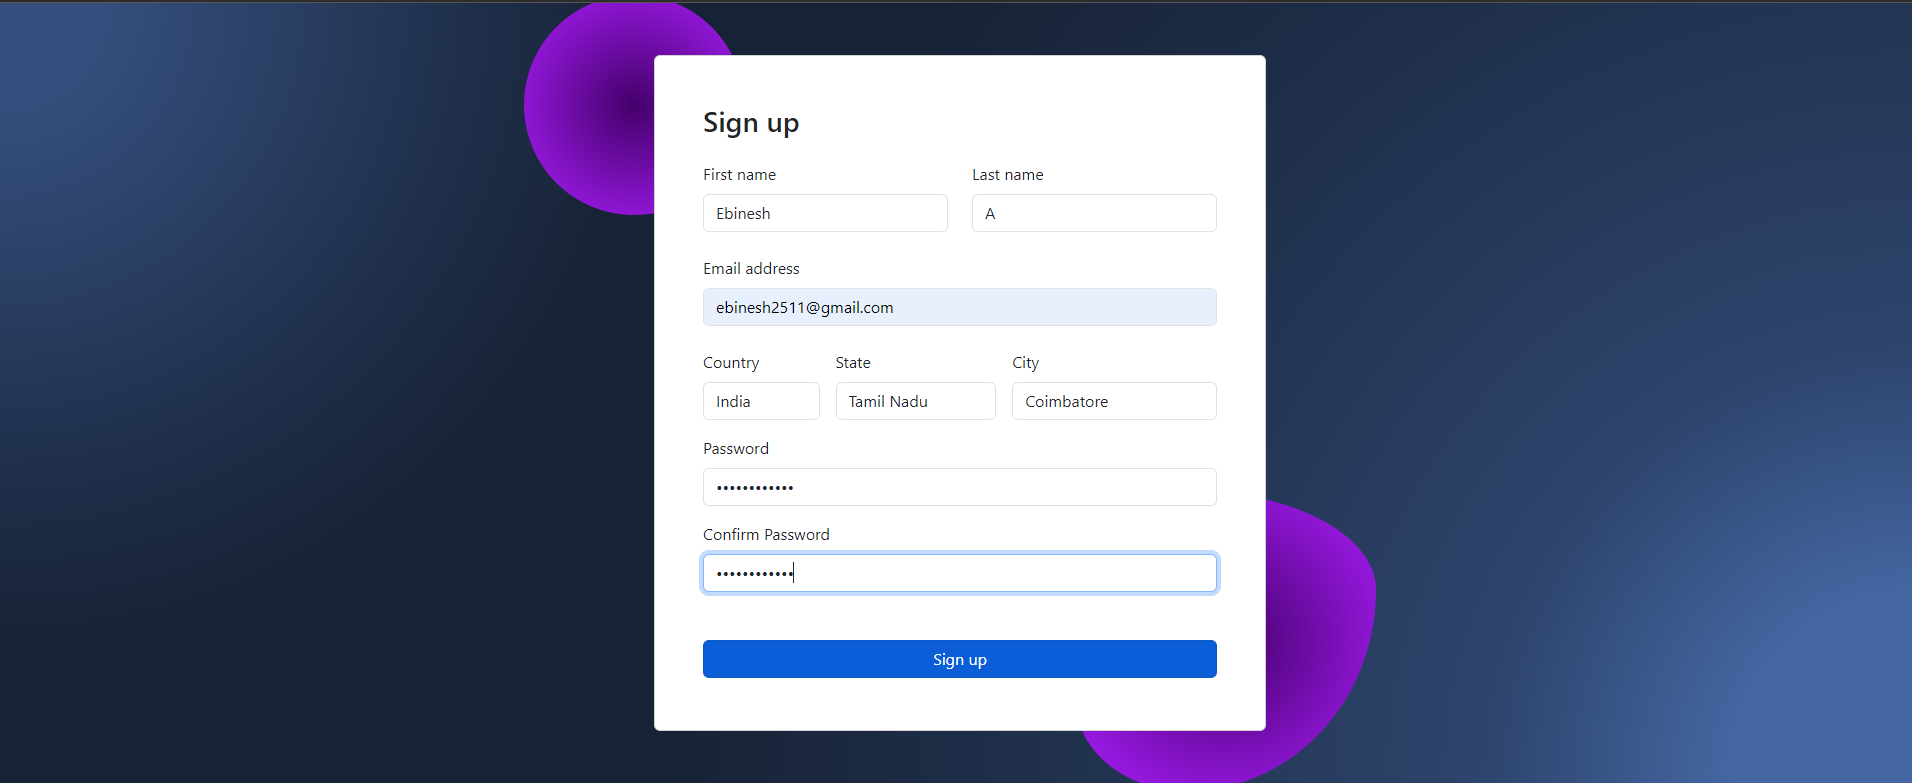 Sign up
First name Last name
Ebinesh A
Email address
ebinesh2511@gmail.com
Country State City
India Tamil Nadu Coimbatore
Password
••••••••••••
Confirm Password
••••••••••••
Sign up